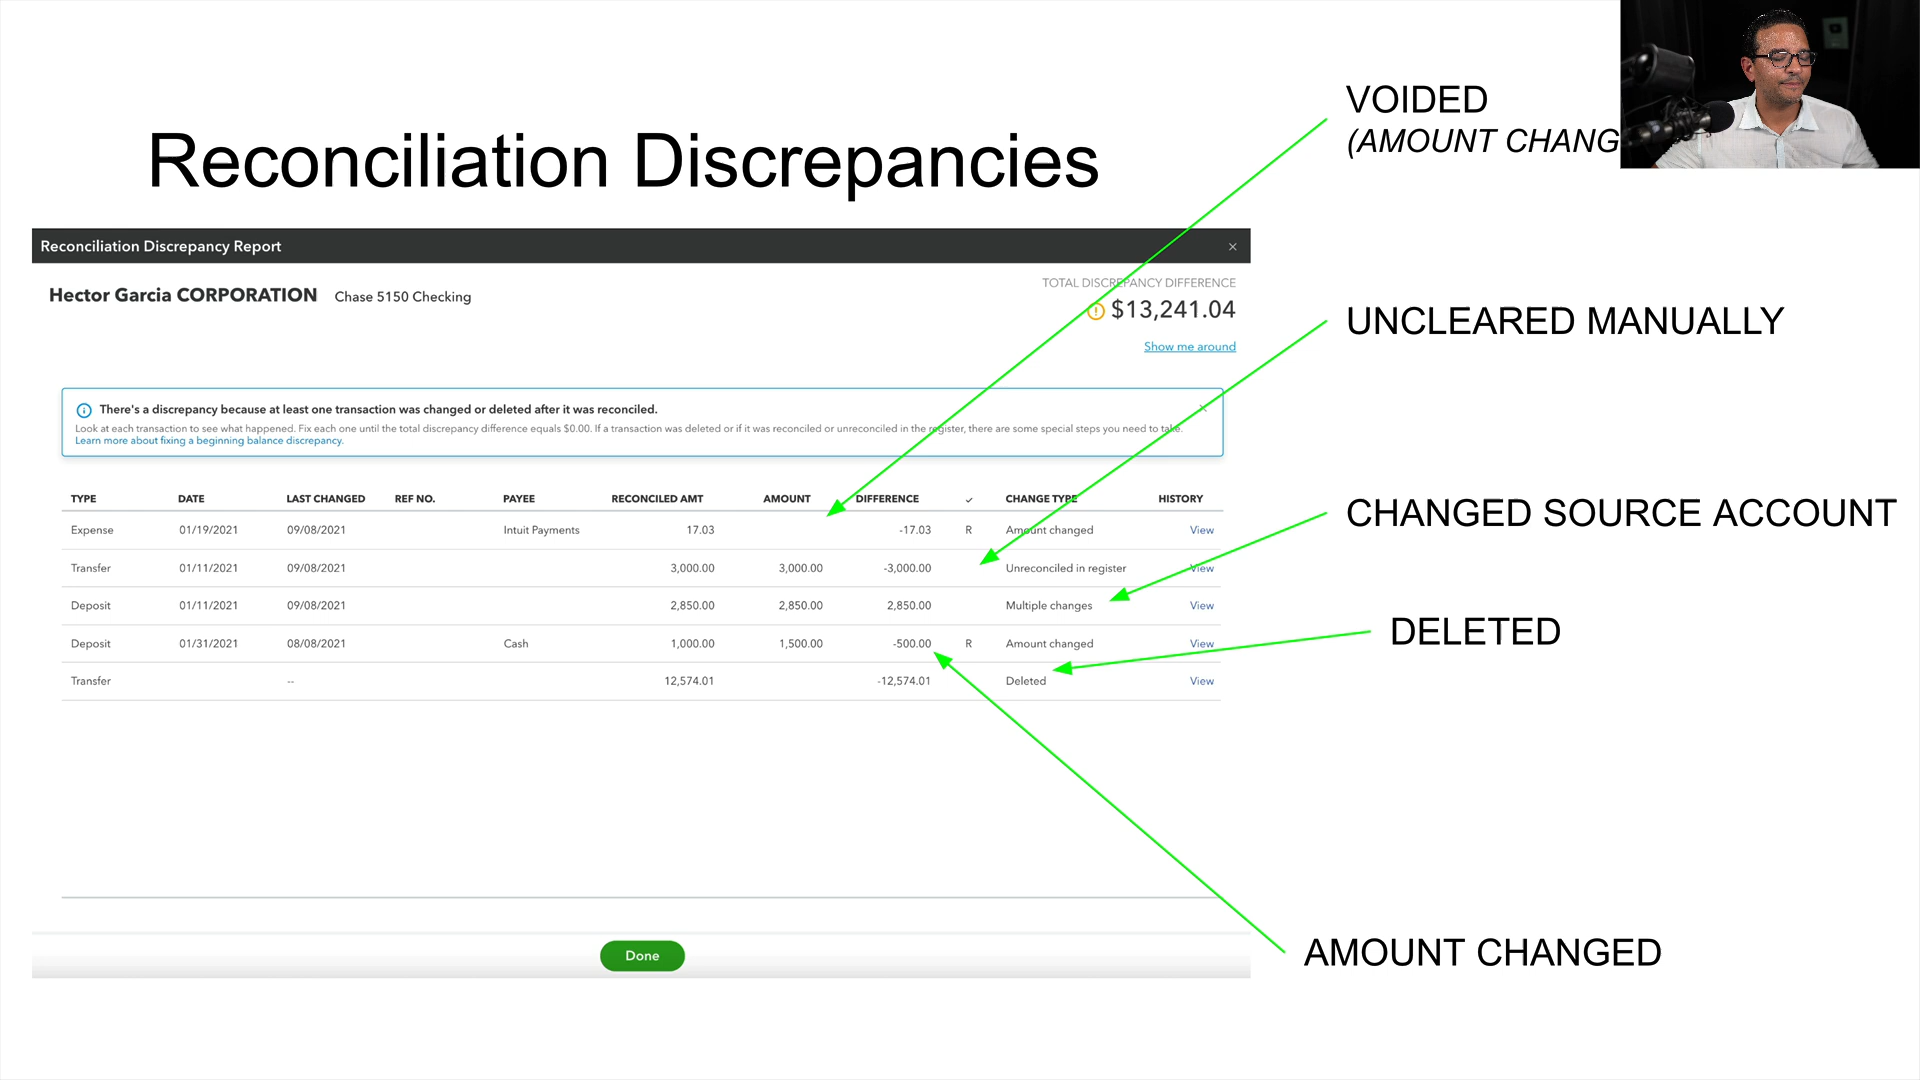 VOIDED
(AMOUNT CHANG
Reconciliation Discrepancies
Reconciliation Discrepancy Report ×
Hector Garcia CORPORATION Chase 5150 Checking
TOTAL DISCREPANCY DIFFERENCE
$13,241.04
Show me around
UNCLEARED MANUALLY
There's a discrepancy because at least one transaction was changed or deleted after it was reconciled.
Look at each transaction to see what happened. Fix each one until the total discrepancy difference equals $0.00. If a transaction was deleted or if it was reconciled or unreconciled in the register, there are some special steps you need to take.
Learn more about fixing a beginning balance discrepancy.
TYPE DATE LAST CHANGED REF NO. PAYEE RECONCILED AMT AMOUNT DIFFERENCE ✓ CHANGE TYPE HISTORY
Expense 01/19/2021 09/08/2021 Intuit Payments 17.03 -17.03 R Amount changed View
Transfer 01/11/2021 09/08/2021 3,000.00 3,000.00 -3,000.00 Unreconciled in register View
Deposit 01/11/2021 09/08/2021 2,850.00 2,850.00 2,850.00 Multiple changes View
Deposit 01/31/2021 08/08/2021 Cash 1,000.00 1,500.00 -500.00 R Amount changed View
Transfer -- 12,574.01 -12,574.01 Deleted View
CHANGED SOURCE ACCOUNT
DELETED
AMOUNT CHANGED
Done